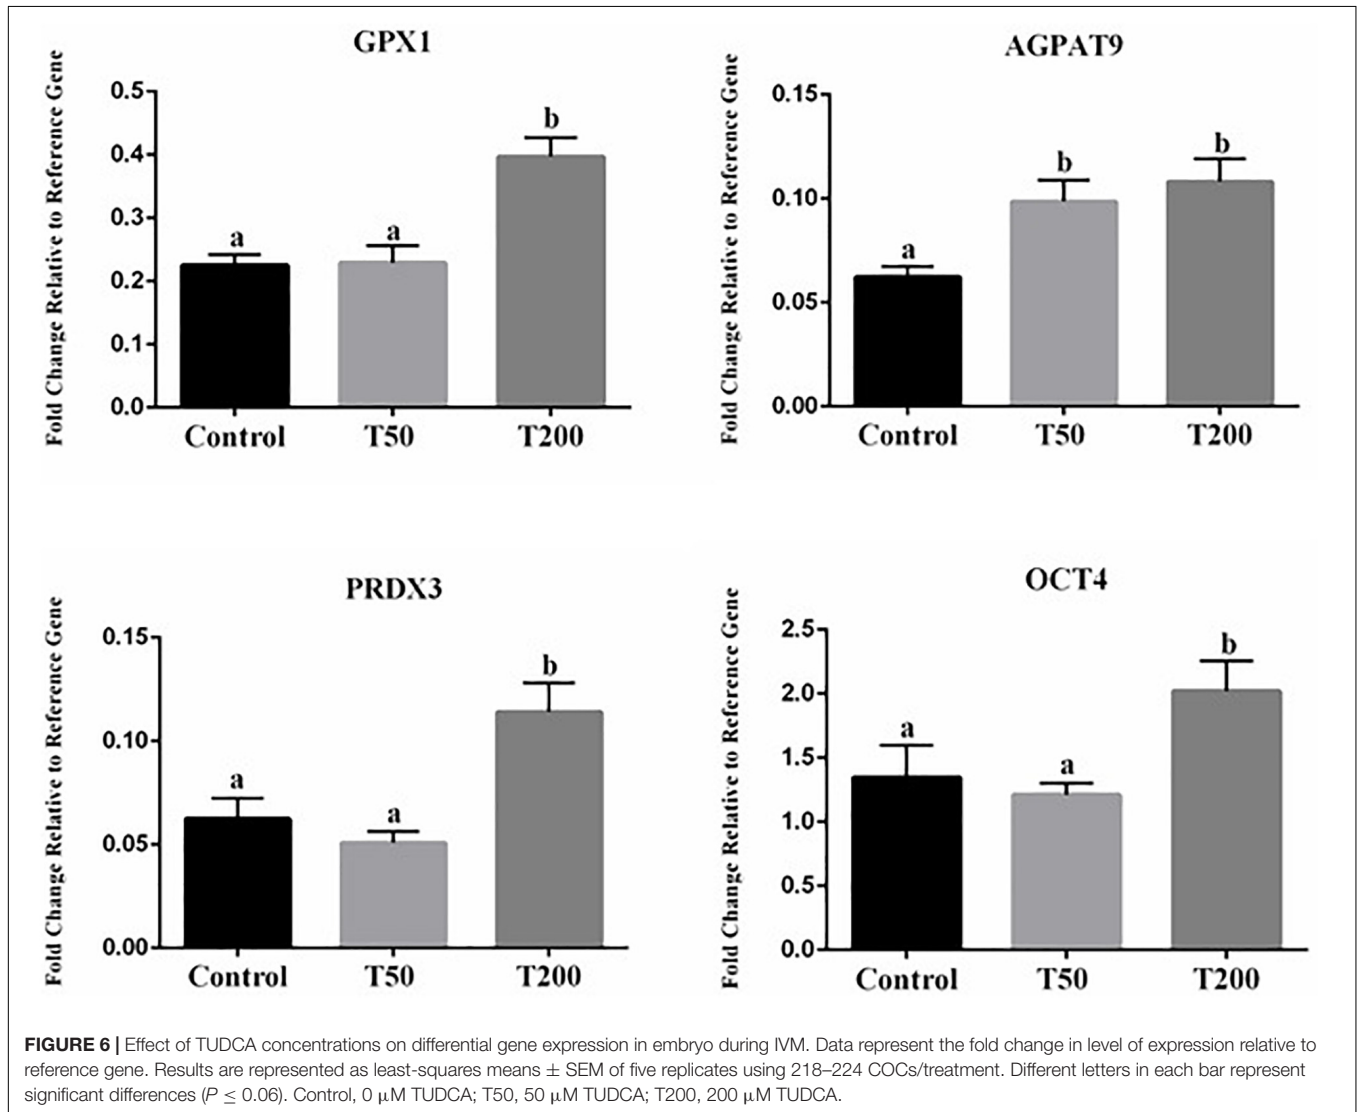 GPX1
Fold Change Relative to Reference Gene
0.5
0.4
0.3
0.2
0.1
0.0
a
a
b
Control
T50
T200
AGPAT9
Fold Change Relative to Reference Gene
0.15
0.10
0.05
0.00
a
b
b
Control
T50
T200
PRDX3
Fold Change Relative to Reference Gene
0.15
0.10
0.05
0.00
a
a
b
Control
T50
T200
OCT4
Fold Change Relative to Reference Gene
2.5
2.0
1.5
1.0
0.5
0.0
a
a
b
Control
T50
T200
FIGURE 6 | Effect of TUDCA concentrations on differential gene expression in embryo during IVM. Data represent the fold change in level of expression relative to
reference gene. Results are represented as least-squares means ± SEM of five replicates using 218–224 COCs/treatment. Different letters in each bar represent
significant differences (P ≤ 0.06). Control, 0 μM TUDCA; T50, 50 μM TUDCA; T200, 200 μM TUDCA.